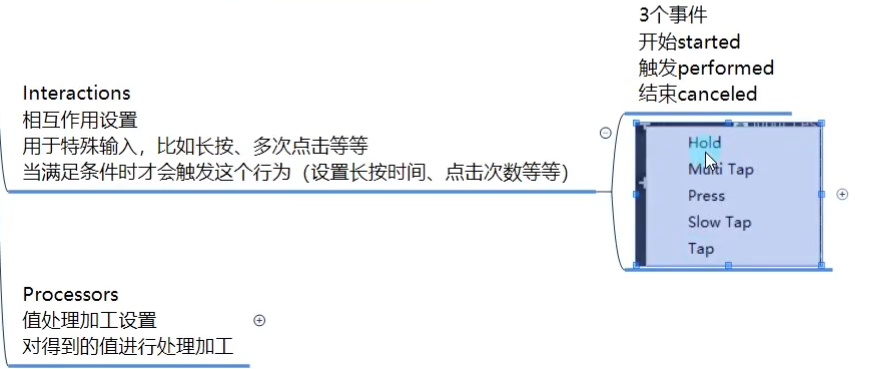 3个事件
开始started
触发performed
结束canceled
Interactions
相互作用设置
用于特殊输入，比如长按、多次点击等等
当满足条件时才会触发这个行为（设置长按时间、点击次数等等）
Hold
Multi Tap
Press
Slow Tap
Tap
Processors
值处理加工设置
对得到的值进行处理加工